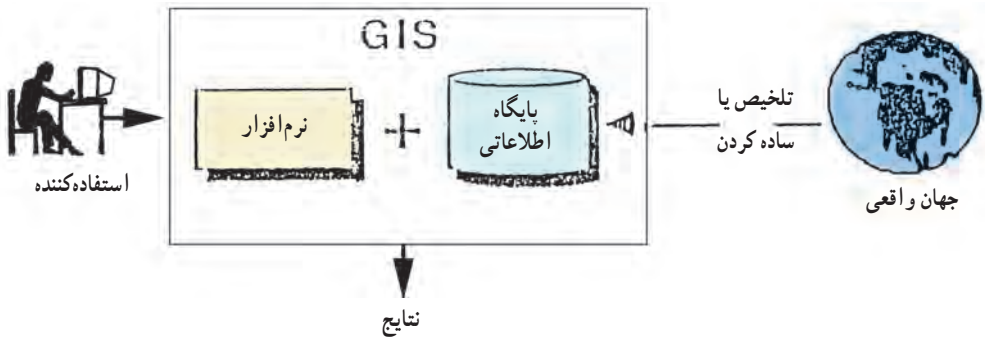 GIS
تلخیص یا
ساده کردن
جهان واقعی
پایگاه
اطلاعاتی
نرم‌افزار
استفاده‌کننده
نتایج